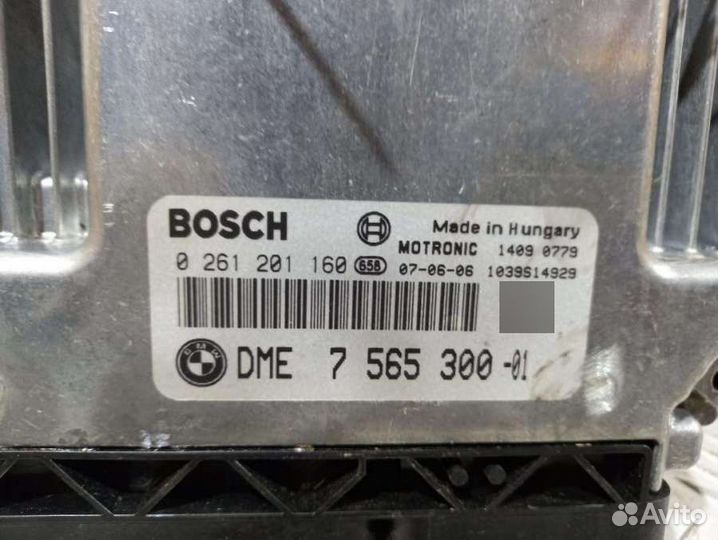 BOSCH Made in Hungary
MOTRONIC 1409 0779
0 261 201 160 658 07-06-06 1039S14929
BMW DME 7 565 300 -01
Avito